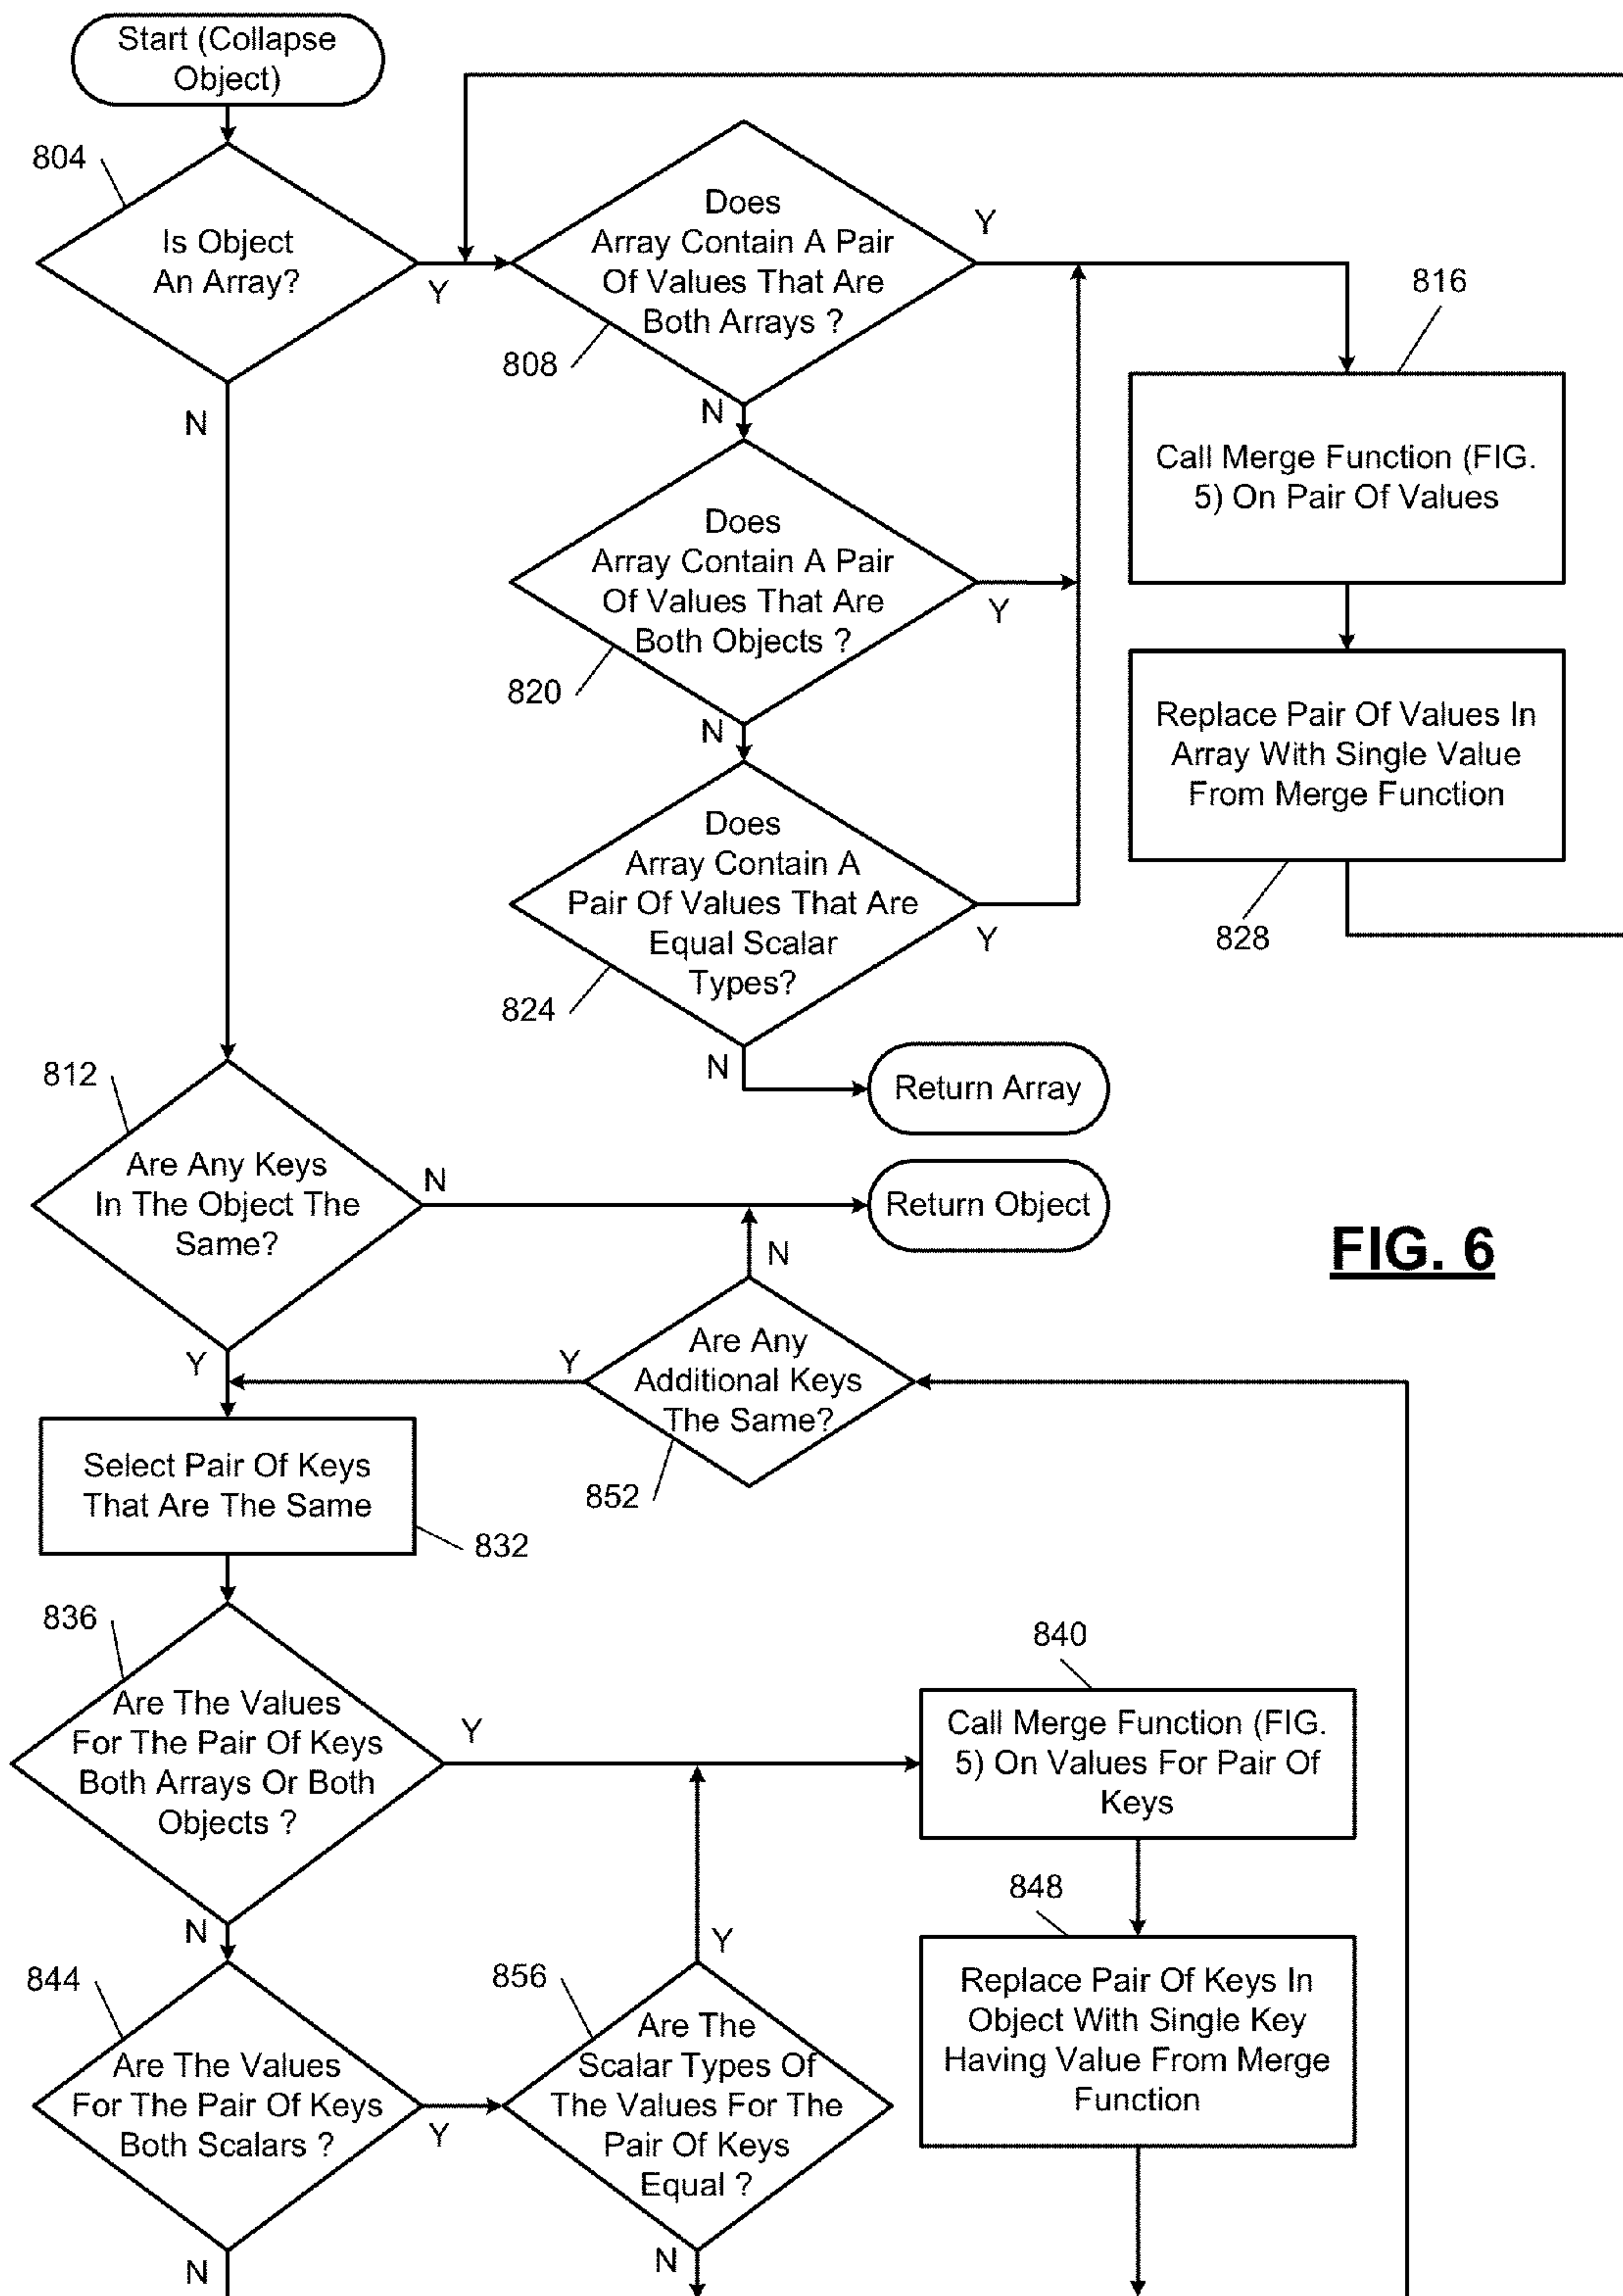 Start (Collapse
Object)
804
Is Object
An Array?
Y
N
Does
Array Contain A Pair
Of Values That Are
Both Arrays ?
808
Y
N
816
Call Merge Function (FIG.
5) On Pair Of Values
Does
Array Contain A Pair
Of Values That Are
Both Objects ?
820
Y
N
Replace Pair Of Values In
Array With Single Value
From Merge Function
828
Does
Array Contain A
Pair Of Values That Are
Equal Scalar
Types?
824
Y
N
Return Array
812
Are Any Keys
In The Object The
Same?
N
Y
Return Object
FIG. 6
N
Are Any
Additional Keys
The Same?
852
Y
Select Pair Of Keys
That Are The Same
832
836
Are The Values
For The Pair Of Keys
Both Arrays Or Both
Objects ?
Y
N
840
Call Merge Function (FIG.
5) On Values For Pair Of
Keys
848
Replace Pair Of Keys In
Object With Single Key
Having Value From Merge
Function
844
Are The Values
For The Pair Of Keys
Both Scalars ?
Y
N
856
Are The
Scalar Types Of
The Values For The
Pair Of Keys
Equal ?
Y
N